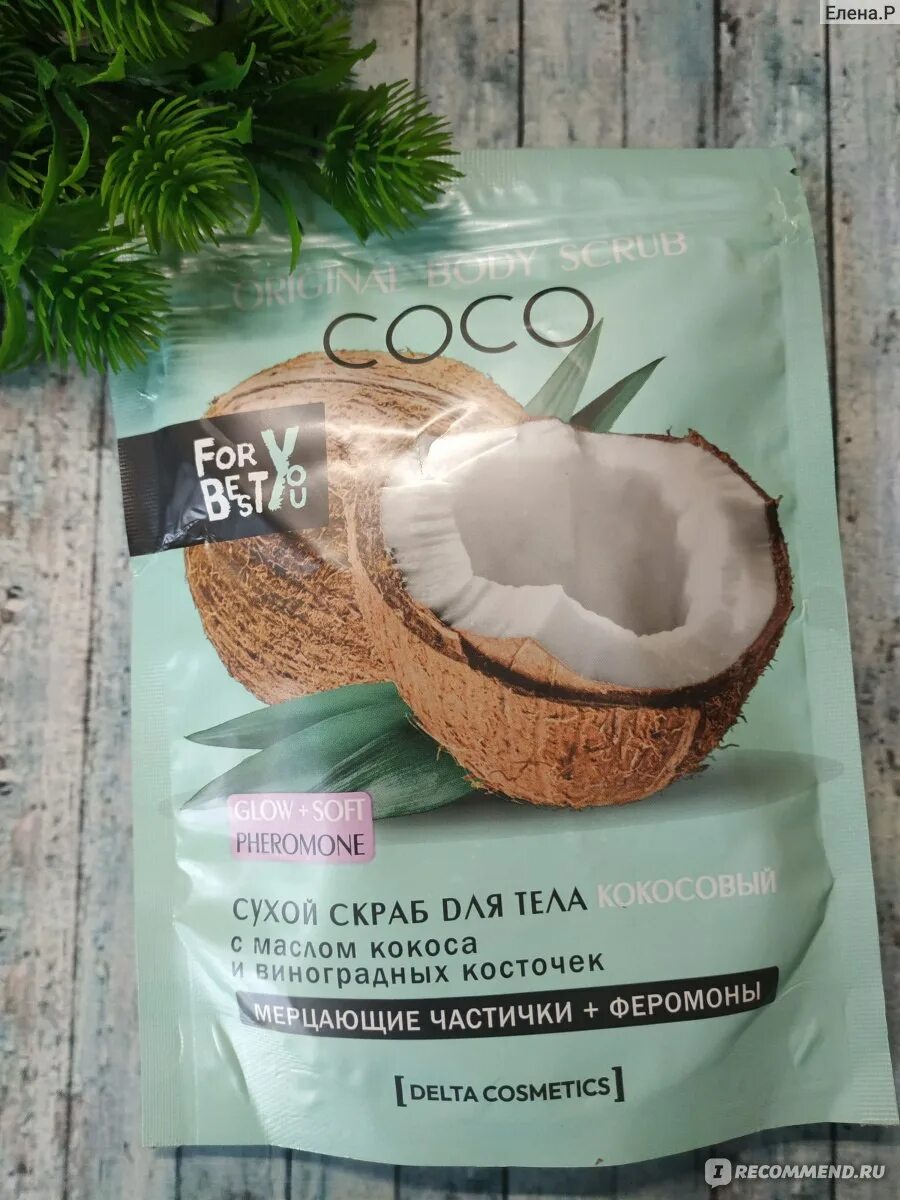 Елена.Р
ORIGINAL BODY SCRUB
COCO
FOR
BEST
YOU
GLOW + SOFT
PHEROMONE
СУХОЙ СКРАБ ДЛЯ ТЕЛА КОКОСОВЫЙ
с маслом кокоса
и виноградных косточек
МЕРЦАЮЩИЕ ЧАСТИЧКИ + ФЕРОМОНЫ
[DELTA COSMETICS]
IRECOMMEND.RU